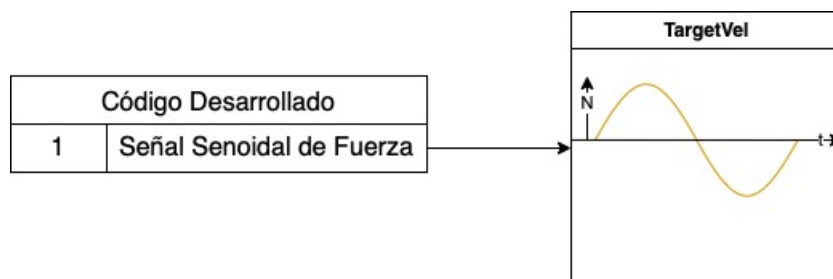 TargetVel
N
t
Código Desarrollado
1 Señal Senoidal de Fuerza